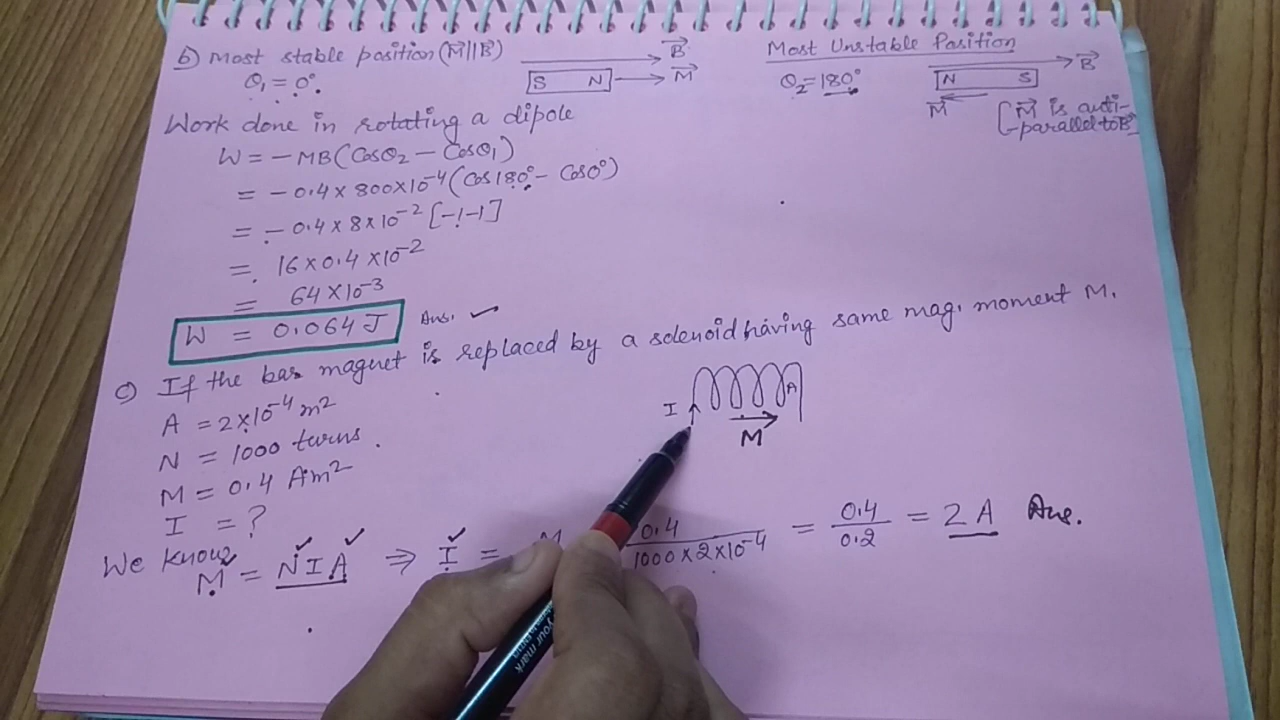 b) Most stable position (M⃗||B⃗)
B⃗
θ₁ = 0°.
S N
M⃗
Most Unstable Position
θ₂ = 180°
B⃗
N S
M⃗
[M⃗ is anti-
parallel to B⃗
Work done in rotating a dipole
W = -MB(Cosθ₂ - Cosθ₁)
= -0.4 × 800×10⁻⁴ (Cos 180° - Cos0°)
= -0.4 × 8×10⁻² [-1-1]
= 16×0.4×10⁻²
= 64×10⁻³
W = 0.064 J Ans. ✓
c) If the bar magnet is replaced by a solenoid having same mag. moment M.
A = 2×10⁻⁴ m²
N = 1000 turns.
M = 0.4 Am²
I = ?
I
A
M
We know
M = NIA ⇒ I = M 0.4/1000×2×10⁻⁴ = 0.4/0.2 = 2 A Ans.